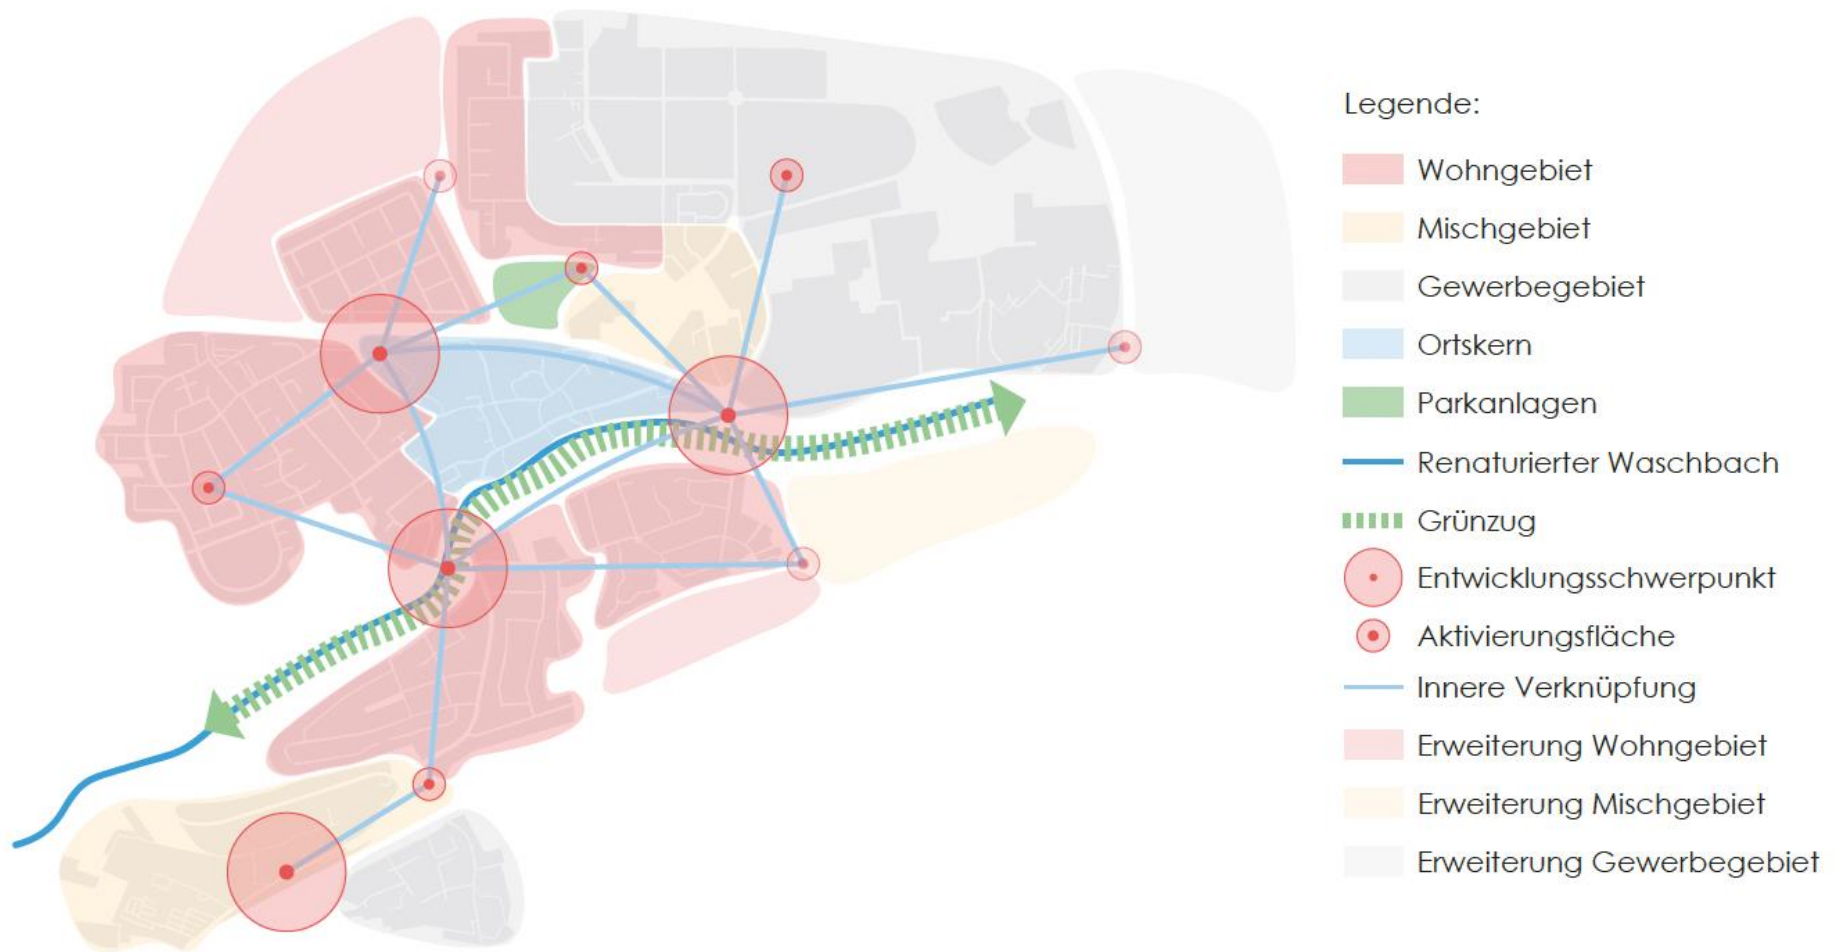 Legende:
Wohngebiet
Mischgebiet
Gewerbegebiet
Ortskern
Parkanlagen
Renaturierter Waschbach
Grünzug
Entwicklungsschwerpunkt
Aktivierungsfläche
Innere Verknüpfung
Erweiterung Wohngebiet
Erweiterung Mischgebiet
Erweiterung Gewerbegebiet